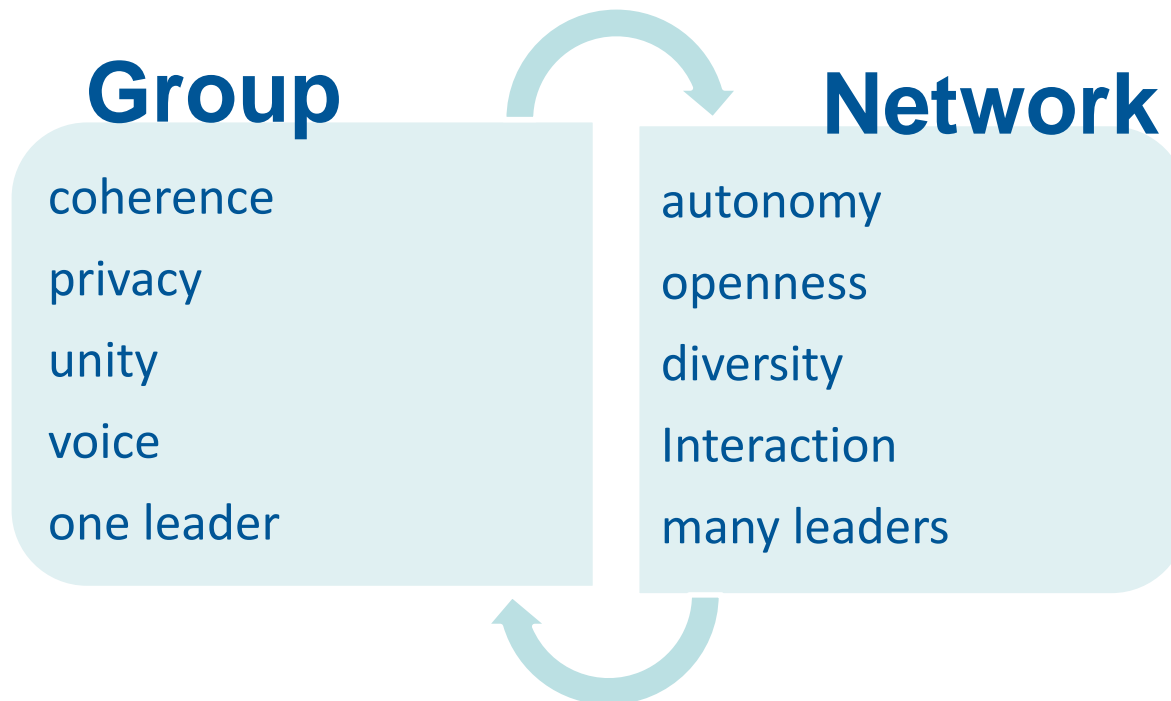 Group
coherence
privacy
unity
voice
one leader
Network
autonomy
openness
diversity
Interaction
many leaders